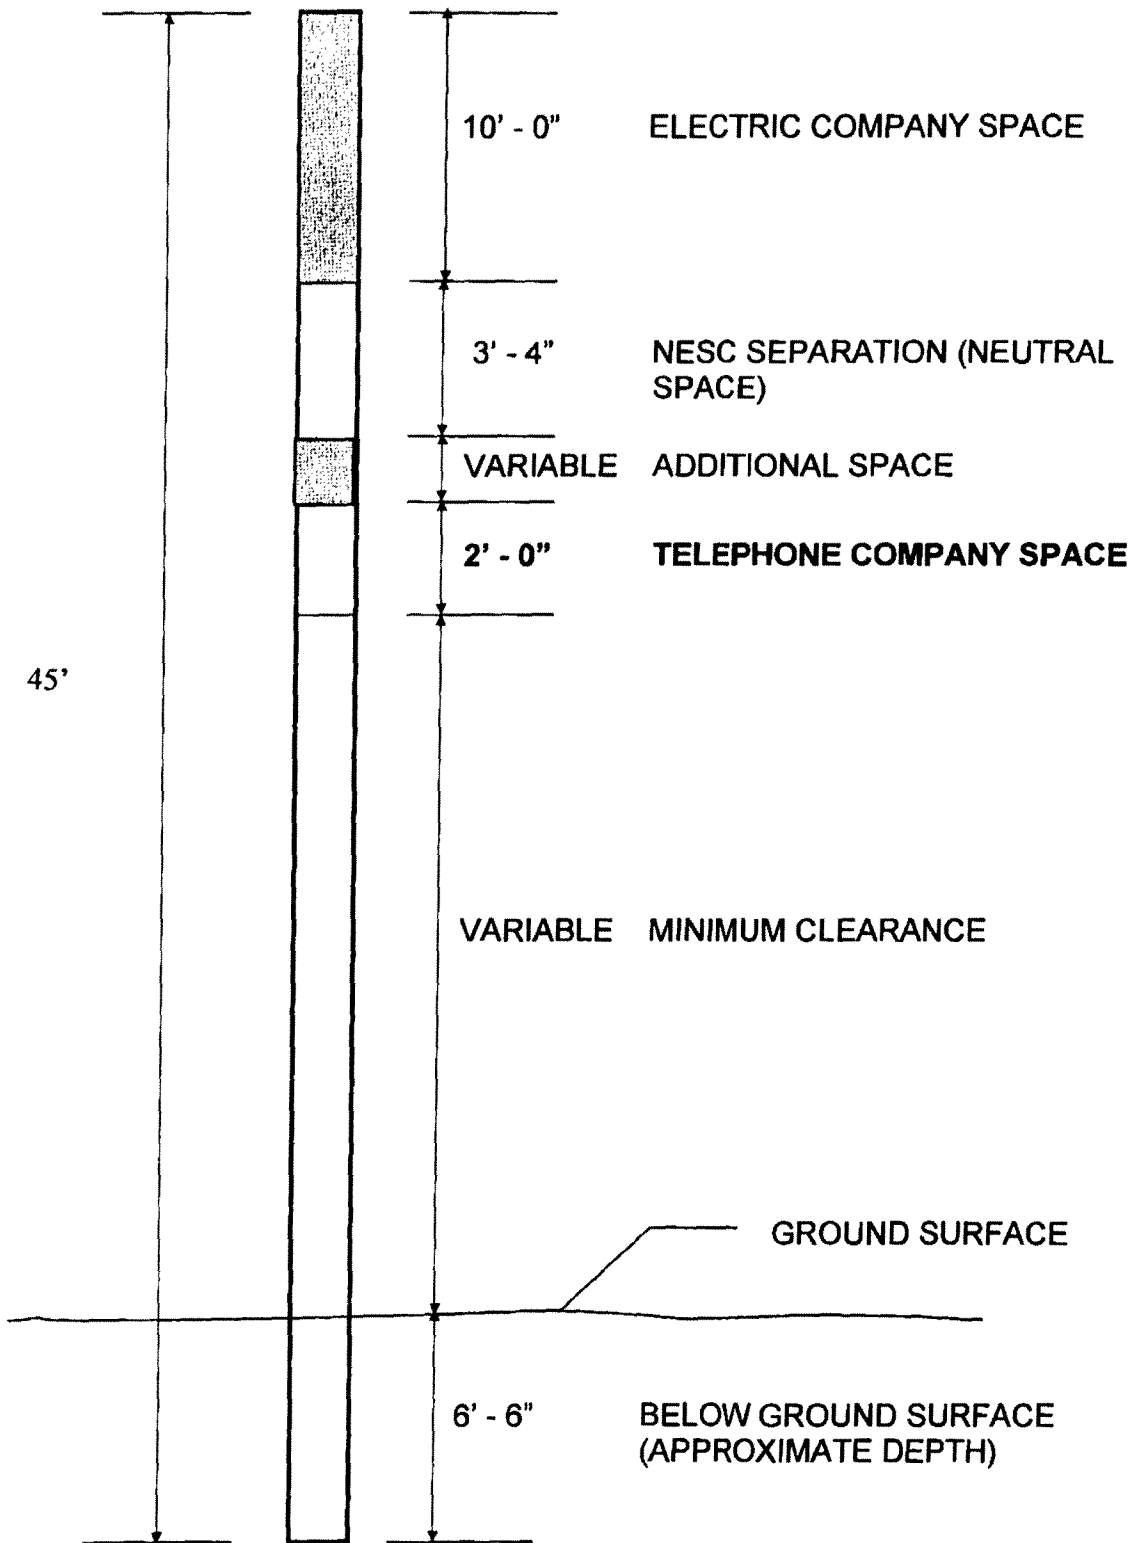 10' - 0" ELECTRIC COMPANY SPACE
3' - 4" NESC SEPARATION (NEUTRAL
SPACE)
VARIABLE ADDITIONAL SPACE
2' - 0" TELEPHONE COMPANY SPACE
45'
VARIABLE MINIMUM CLEARANCE
GROUND SURFACE
6' - 6" BELOW GROUND SURFACE
(APPROXIMATE DEPTH)